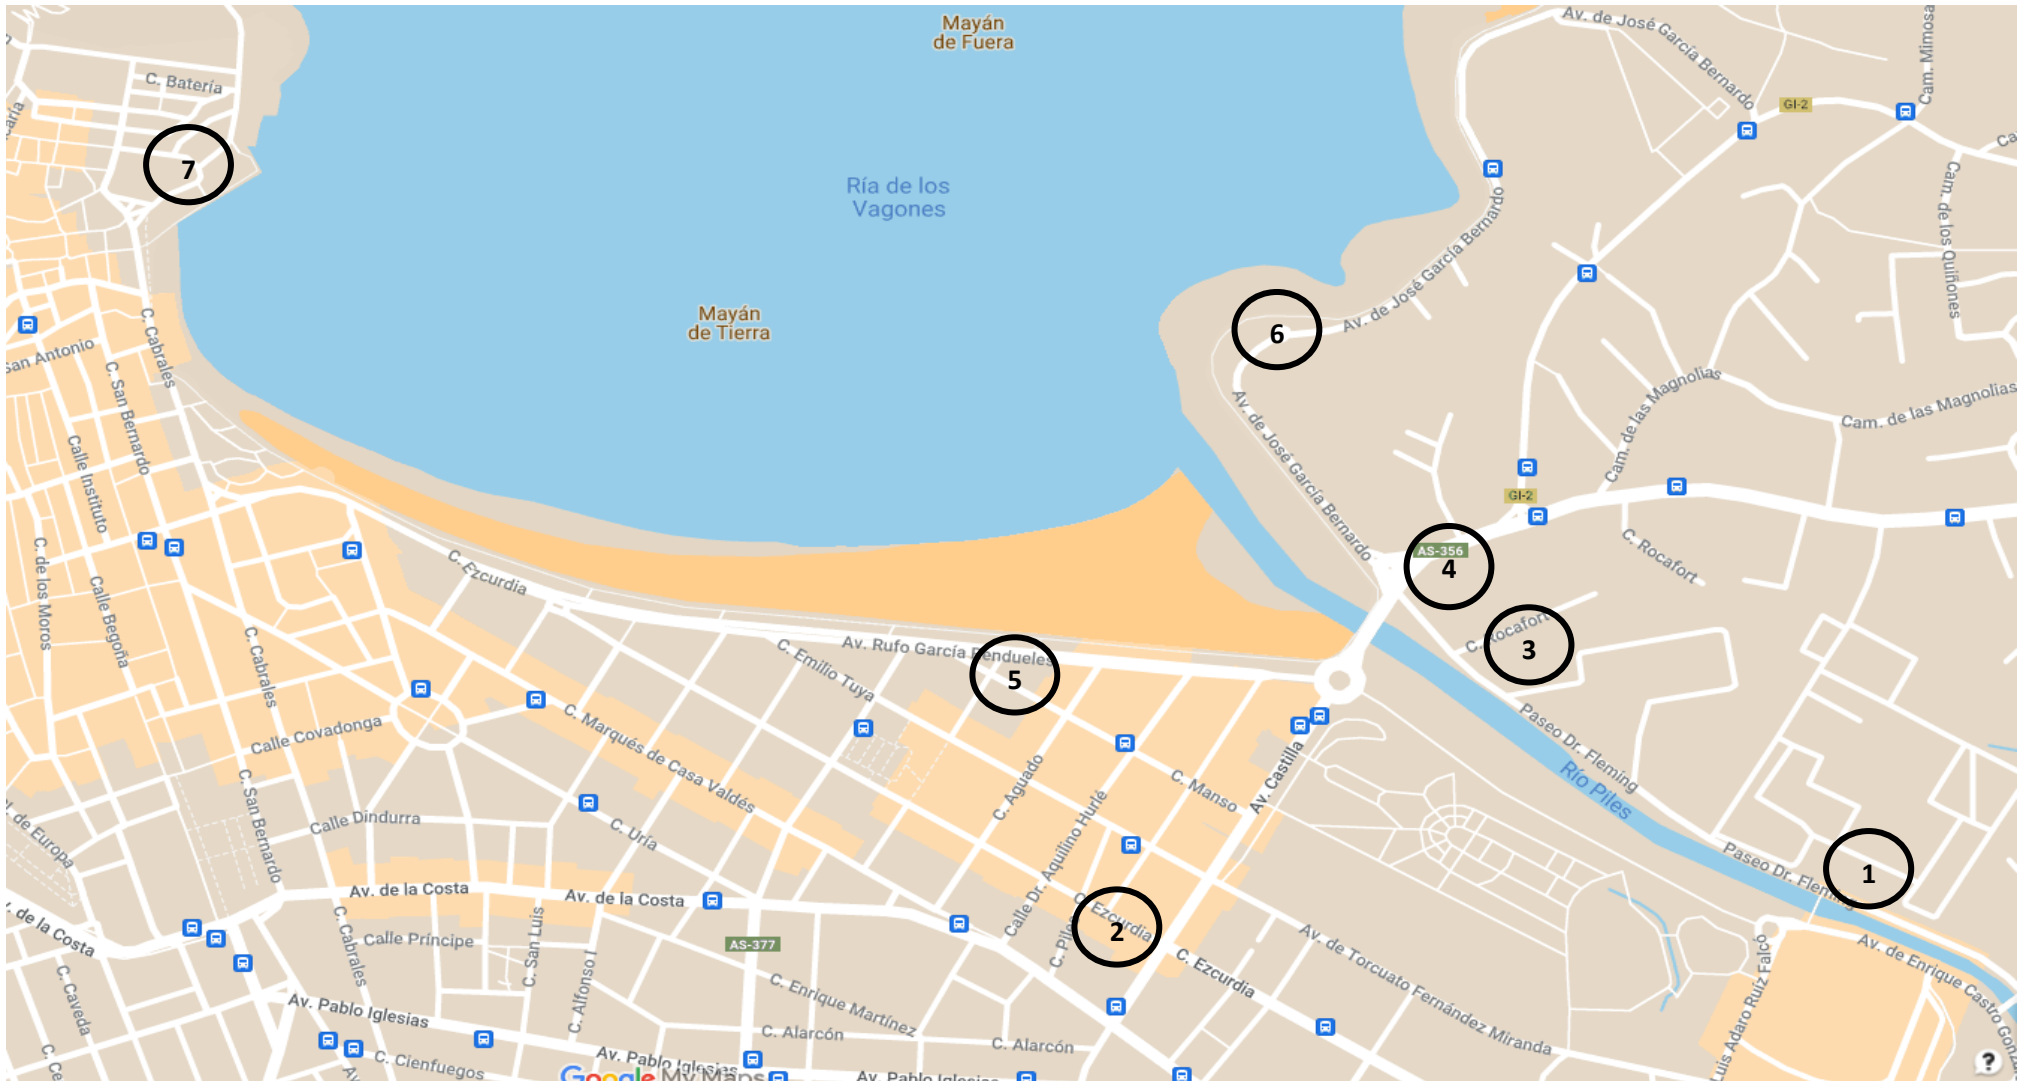 Mayán
de Fuera
Av. de José García Bernardo
Cam. Mimosa
C. Batería
GI-2
caria
7
Ría de los
Vagones
Cam. de los Quiñones
Av. de José García Bernardo
Mayán
de Tierra
6
C. Cabrales
San Antonio
C. San Bernardo
Av. de José García Bernardo
Cam. de las Magnolias
Cam. de las Magnolias
Calle Instituto
GI-2
AS-356
4
C. Rocafort
C. de los Moros
Calle Begoña
C. Ezcurdia
C. Rocafort
3
C. Cabrales
C. Emilio Tuya
Av. Rufo García Rendueles
5
Calle Covadonga
C. Marqués de Casa Valdés
Paseo Dr. Fleming
Río Piles
C. Manso
Av. Castilla
C. Aguado
Calle Dr. Aquilino Hurlé
C. San Bernardo
Calle Dindurra
C. Uría
. de Europa
Paseo Dr. Fleming
1
Av. de la Costa
Av. de la Costa
. de la Costa
C. Ezcurdia
2
C. Piles
C. Cabrales
Calle Príncipe
C. San Luis
C. Alfonso I
AS-377
C. Ezcurdia
Av. de Torcuato Fernández Miranda
Luis Adaro Ruíz Falcó
Av. de Enrique Castro Gonz
C. Caveda
Av. Pablo Iglesias
C. Enrique Martínez
C. Alarcón
C. Alarcón
C. Cienfuegos
C. Ce
Av
Av. Pablo Iglesias
Google My Maps
Av. Pablo Iglesias
?